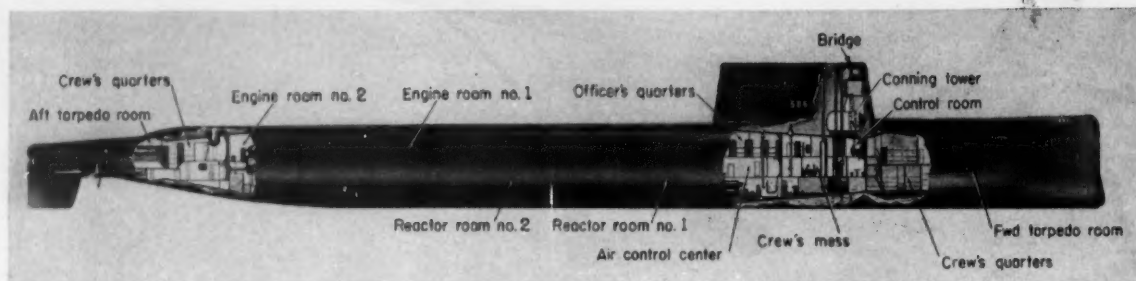 Bridge
Crew's quarters
Engine room no. 2
Engine room no. 1
Officer's quarters
Conning tower
Control room
Aft torpedo room
586
Reactor room no. 2
Reactor room no. 1
Air control center
Crew's mess
Fwd torpedo room
Crew's quarters